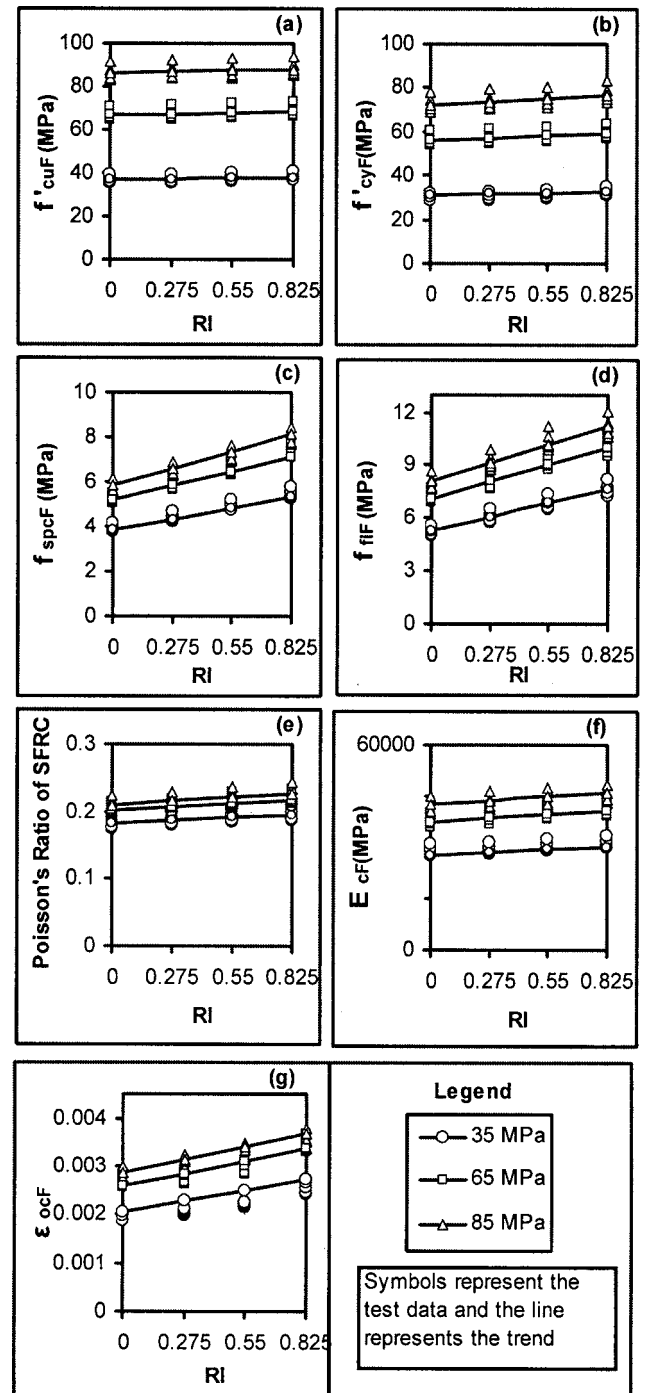 (a)
100
80
60
40
20
0
f'cuF (MPa)
0 0.275 0.55 0.825
RI
(b)
100
80
60
40
20
0
f'cyF(MPa)
0 0.275 0.55 0.825
RI
(c)
10
8
6
4
2
0
f spcF (MPa)
0 0.275 0.55 0.825
RI
(d)
12
9
6
3
0
f flF (MPa)
0 0.275 0.55 0.825
RI
(e)
0.3
0.2
0.1
0
Poisson's Ratio of SFRC
0 0.275 0.55 0.825
RI
(f)
60000
0
E cF(MPa)
0 0.275 0.55 0.825
RI
(g)
0.004
0.003
0.002
0.001
0
ε ocF
0 0.275 0.55 0.825
RI
Legend
35 MPa
65 MPa
85 MPa
Symbols represent the
test data and the line
represents the trend